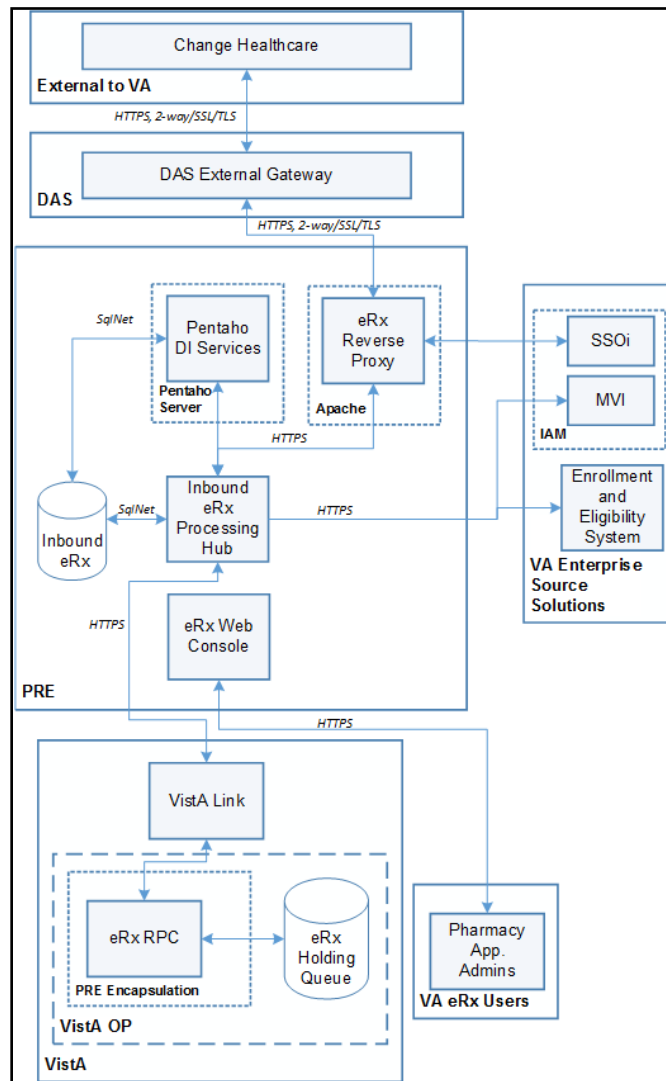 Change Healthcare
External to VA
HTTPS, 2-way/SSL/TLS
DAS External Gateway
DAS
HTTPS, 2-way/SSL/TLS
SqlNet
Pentaho
DI Services
Pentaho
Server
eRx
Reverse
Proxy
Apache
SSOi
MVI
IAM
HTTPS
Inbound
eRx
SqlNet
Inbound
eRx
Processing
Hub
HTTPS
Enrollment
and
Eligibility
System
VA Enterprise
Source
Solutions
HTTPS
eRx Web
Console
PRE
HTTPS
VistA Link
eRx RPC
PRE Encapsulation
eRx
Holding
Queue
VistA OP
VistA
Pharmacy
App.
Admins
VA eRx Users